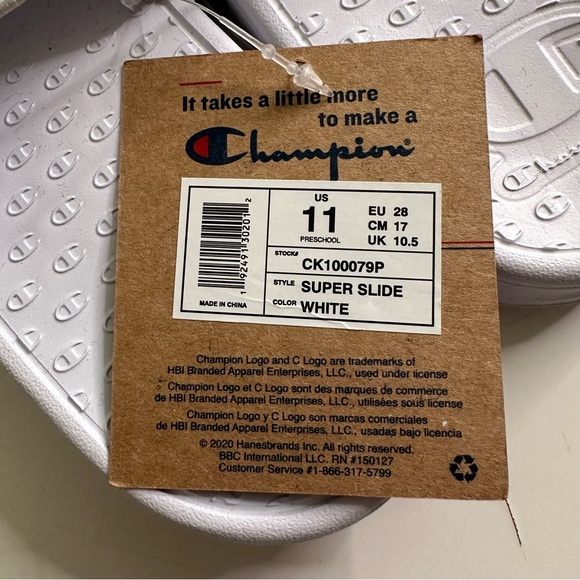 It takes a little more
to make a
Champion
US
11
PRESCHOOL
EU 28
CM 17
UK 10.5
STOCK#
CK100079P
STYLE
SUPER SLIDE
COLOR
WHITE
1 92491 30201 2
MADE IN CHINA
Champion Logo and C Logo are trademarks of
HBI Branded Apparel Enterprises, LLC., used under license
Champion Logo et C Logo sont des marques de commerce
de HBI Branded Apparel Enterprises, LLC., utilisées sous license
Champion Logo y C Logo son marcas comerciales
de HBI Branded Apparel Enterprises, LLC., usadas bajo licencia
© 2020 Hanesbrands Inc. All rights reserved.
BBC International LLC. RN #150127
Customer Service #1-866-317-5799